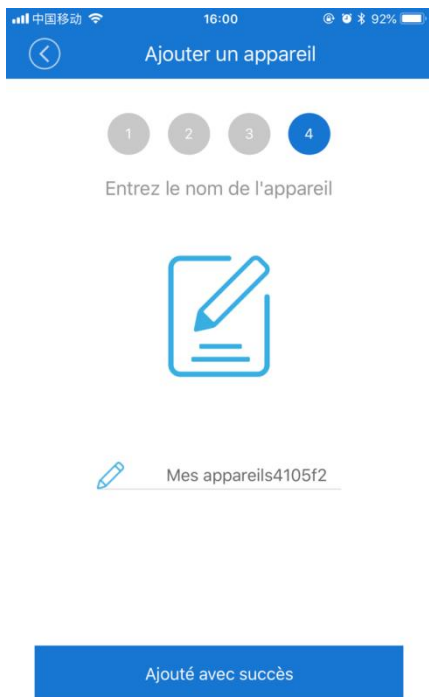 中国移动 16:00 92%
Ajouter un appareil
1 2 3 4
Entrez le nom de l'appareil
Mes appareils4105f2
Ajouté avec succès